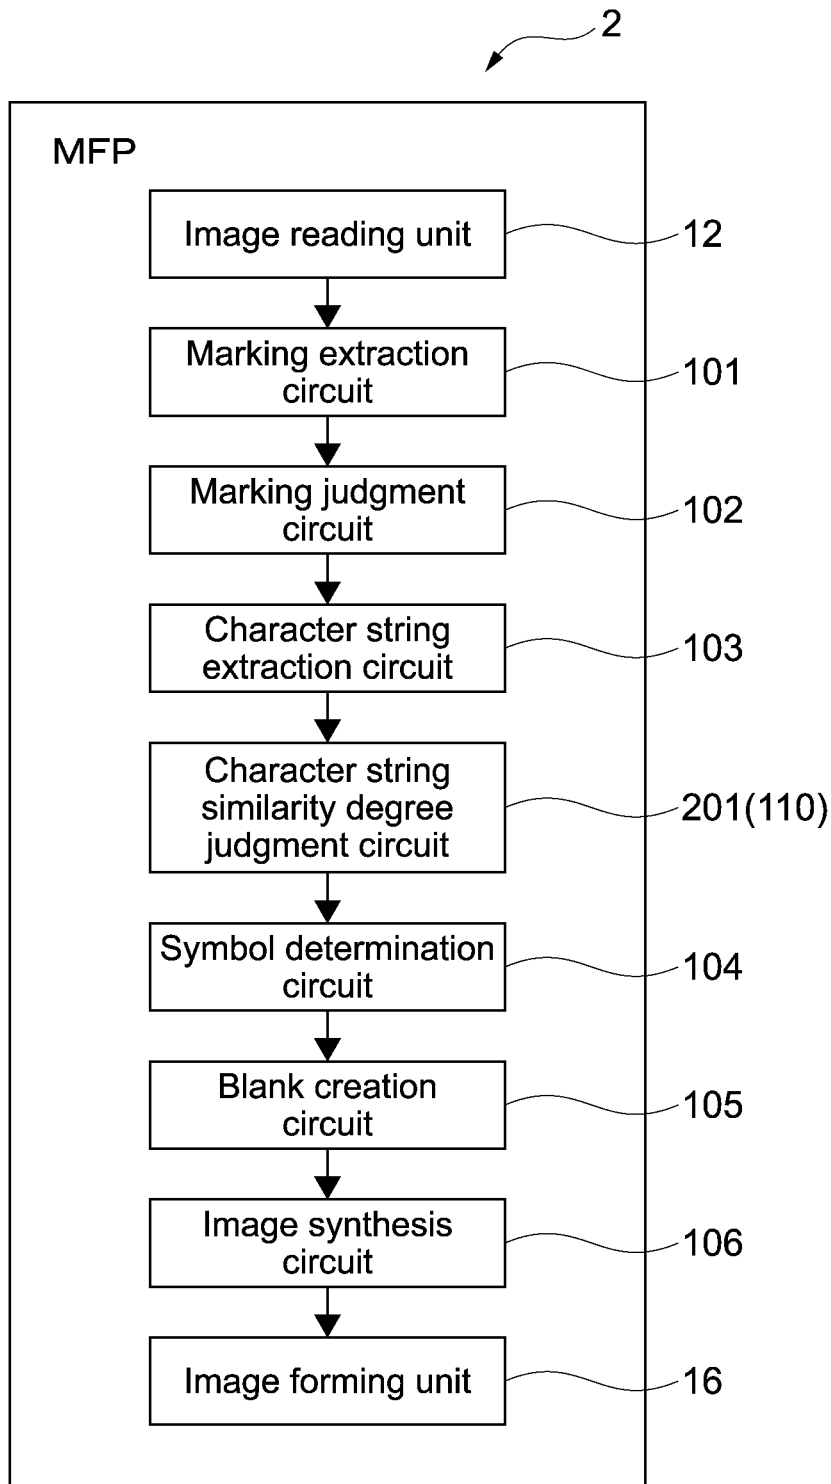 2
MFP
Image reading unit
12
Marking extraction
circuit
101
Marking judgment
circuit
102
Character string
extraction circuit
103
Character string
similarity degree
judgment circuit
201(110)
Symbol determination
circuit
104
Blank creation
circuit
105
Image synthesis
circuit
106
Image forming unit
16